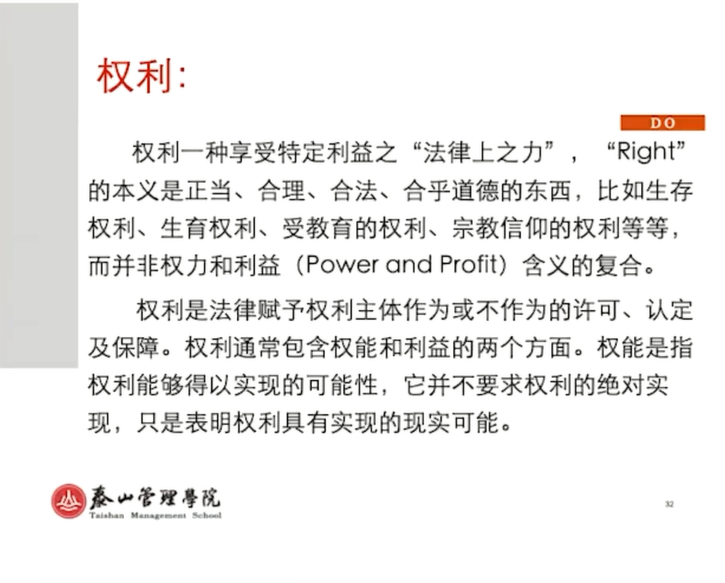 权利：
DO
权利一种享受特定利益之“法律上之力”，“Right”
的本义是正当、合理、合法、合乎道德的东西，比如生存
权利、生育权利、受教育的权利、宗教信仰的权利等等，
而并非权力和利益（Power and Profit）含义的复合。
权利是法律赋予权利主体作为或不作为的许可、认定
及保障。权利通常包含权能和利益的两个方面。权能是指
权利能够得以实现的可能性，它并不要求权利的绝对实
现，只是表明权利具有实现的现实可能。
泰山管理學院
Taishan Management School
32